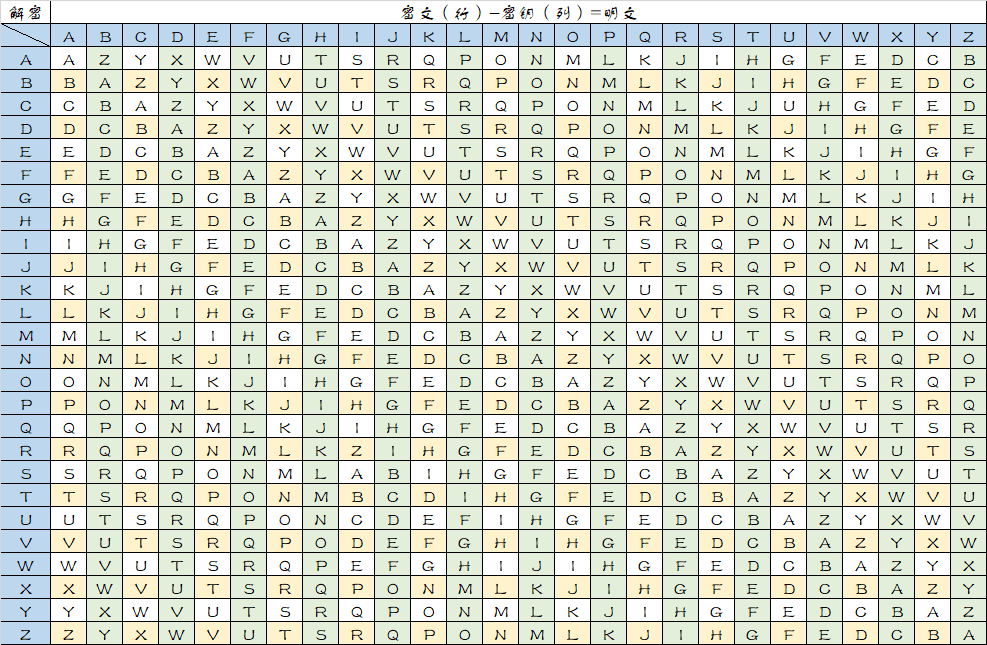 解密 密文（行）-密钥（列）=明文
A B C D E F G H I J K L M N O P Q R S T U V W X Y Z
A A Z Y X W V U T S R Q P O N M L K J I H G F E D C B
B B A Z Y X W V U T S R Q P O N M L K J I H G F E D C
C C B A Z Y X W V U T S R Q P O N M L K J U H G F E D
D D C B A Z Y X W V U T S R Q P O N M L K J I H G F E
E E D C B A Z Y X W V U T S R Q P O N M L K J I H G F
F F E D C B A Z Y X W V U T S R Q P O N M L K J I H G
G G F E D C B A Z Y X W V U T S R Q P O N M L K J I H
H H G F E D C B A Z Y X W V U T S R Q P O N M L K J I
I I H G F E D C B A Z Y X W V U T S R Q P O N M L K J
J J I H G F E D C B A Z Y X W V U T S R Q P O N M L K
K K J I H G F E D C B A Z Y X W V U T S R Q P O N M L
L L K J I H G F E D C B A Z Y X W V U T S R Q P O N M
M M L K J I H G F E D C B A Z Y X W V U T S R Q P O N
N N M L K J I H G F E D C B A Z Y X W V U T S R Q P O
O O N M L K J I H G F E D C B A Z Y X W V U T S R Q P
P P O N M L K J I H G F E D C B A Z Y X W V U T S R Q
Q Q P O N M L K J I H G F E D C B A Z Y X W V U T S R
R R Q P O N M L K Z I H G F E D C B A Z Y X W V U T S
S S R Q P O N M L A B I H G F E D C B A Z Y X W V U T
T T S R Q P O N M B C D I H G F E D C B A Z Y X W V U
U U T S R Q P O N C D E F I H G F E D C B A Z Y X W V
V V U T S R Q P O D E F G H I H G F E D C B A Z Y X W
W W V U T S R Q P E F G H I J I H G F E D C B A Z Y X
X X W V U T S R Q P O N M L K J I H G F E D C B A Z Y
Y Y X W V U T S R Q P O N M L K J I H G F E D C B A Z
Z Z Y X W V U T S R Q P O N M L K J I H G F E D C B A